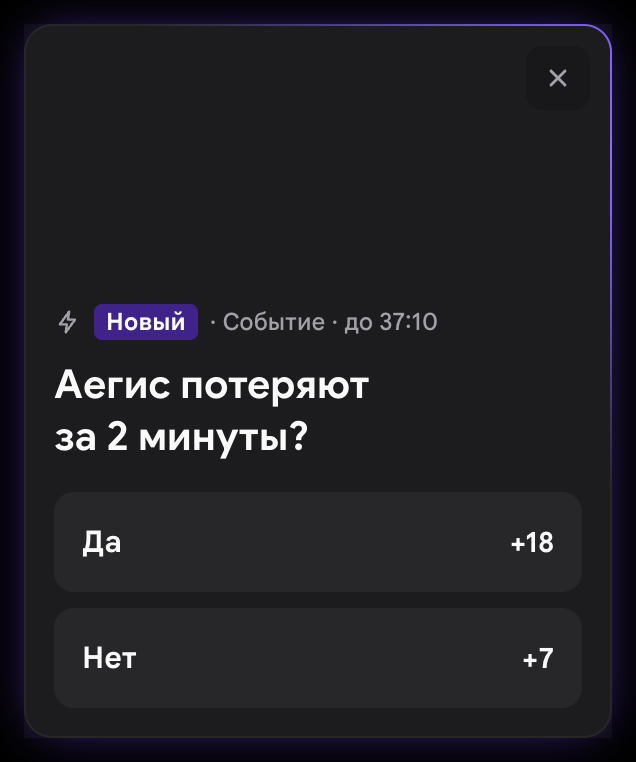 Новый · Событие · до 37:10
Аегис потеряют
за 2 минуты?
Да +18
Нет +7